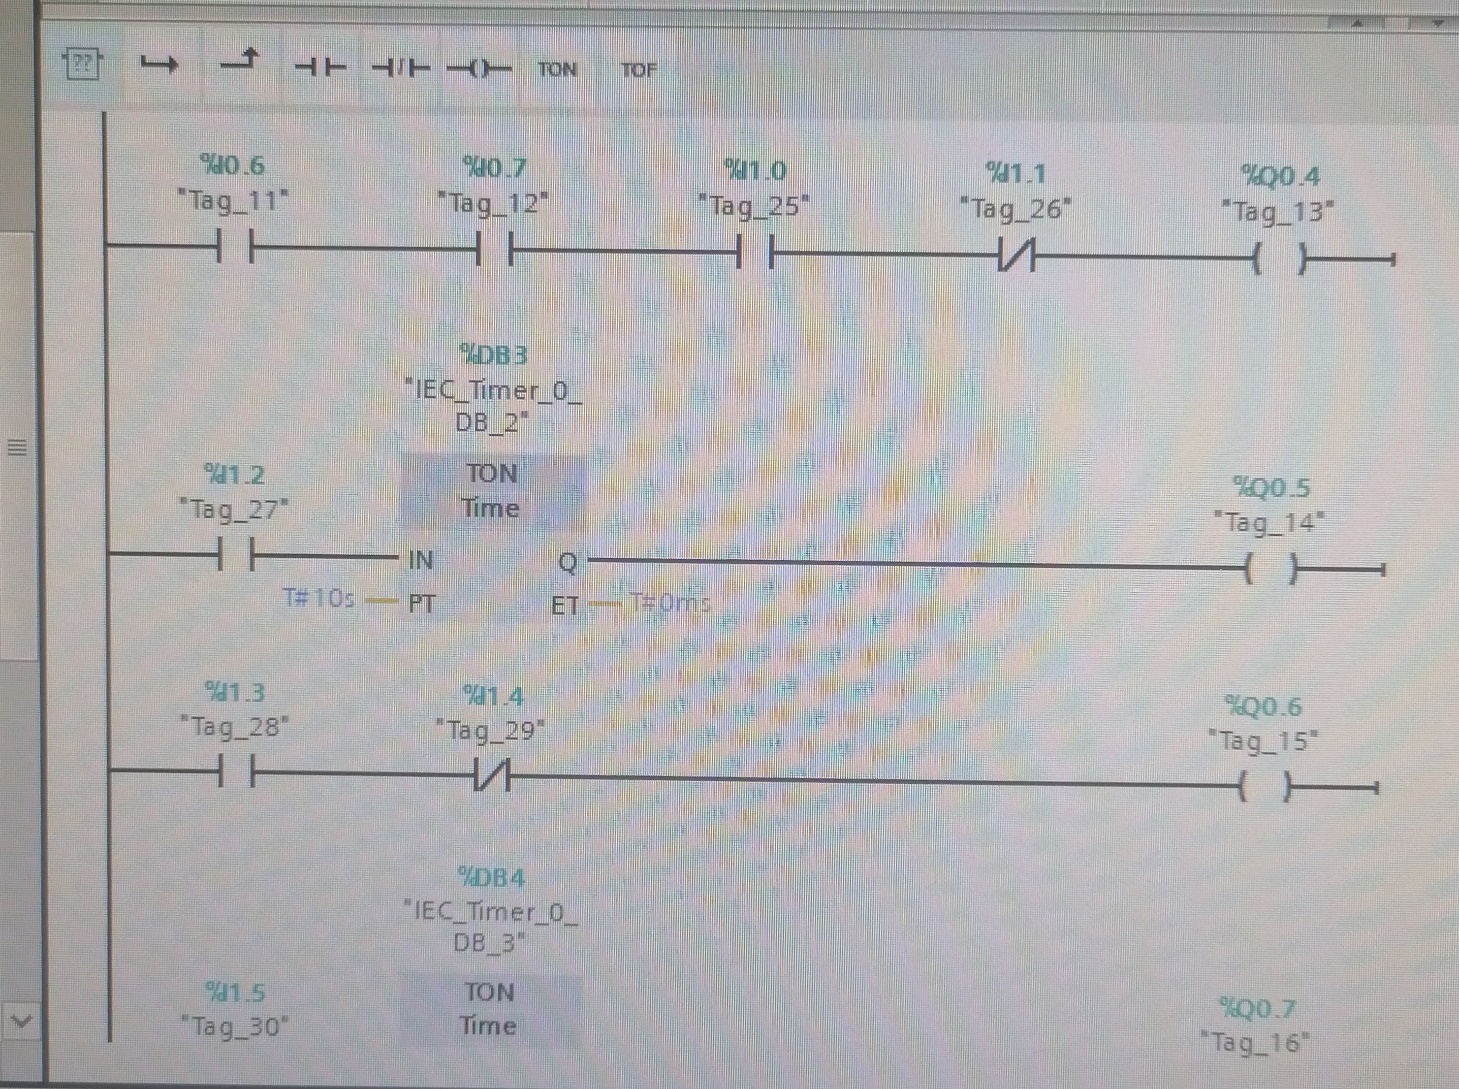 ??
TON TOF
%I0.6 %I0.7 %I1.0 %I1.1 %Q0.4
"Tag_11" "Tag_12" "Tag_25" "Tag_26" "Tag_13"
%DB3
"IEC_Timer_0_
DB_2"
%I1.2 TON %Q0.5
"Tag_27" Time "Tag_14"
IN Q
T#10s PT ET T#0ms
%I1.3 %I1.4 %Q0.6
"Tag_28" "Tag_29" "Tag_15"
%DB4
"IEC_Timer_0_
DB_3"
%I1.5 TON %Q0.7
"Tag_30" Time "Tag_16"